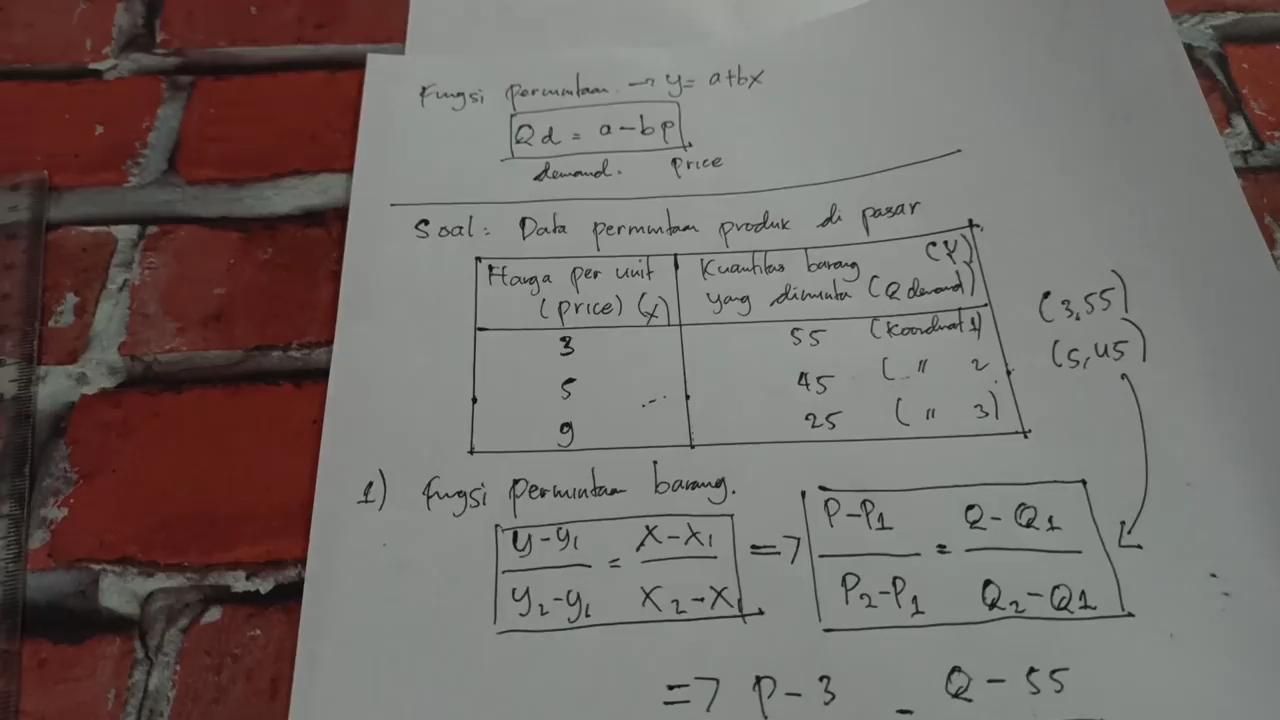 Fungsi permintaan → y = a+bx
Qd = a - bp
demand. price
Soal: Data permintaan produk di pasar
Harga per unit (price) (x)
Kuantitas barang yang diminta (Q demand) (Y)
3 55 (Koordinat 1)
5 ... 45 ( " 2
9 25 ( " 3)
(3,55)
(5,45)
1) Fugsi permintaan barang.
y-y1 / y2-y1 = x-x1 / x2-x1 => P-P1 / P2-P1 = Q-Q1 / Q2-Q1
=> P-3 = Q-55